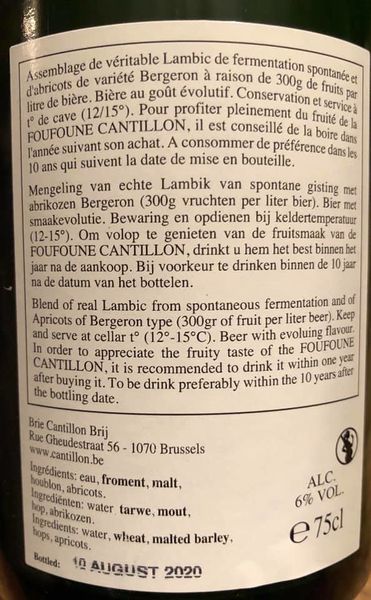 Assemblage de véritable Lambic de fermentation spontanée et
d'abricots de variété Bergeron à raison de 300g de fruits par
litre de bière. Bière au goût évolutif. Conservation et service à
t° de cave (12/15°). Pour profiter pleinement du fruité de la
FOUFOUNE CANTILLON, il est conseillé de la boire dans
l'année suivant son achat. A consommer de préférence dans les
10 ans qui suivent la date de mise en bouteille.
Mengeling van echte Lambik van spontane gisting met
abrikozen Bergeron (300g vruchten per liter bier). Bier met
smaakevolutie. Bewaring en opdienen bij keldertemperatuur
(12-15°). Om volop te genieten van de fruitsmaak van de
FOUFOUNE CANTILLON, drinkt u hem het best binnen het
jaar na de aankoop. Bij voorkeur te drinken binnen de 10 jaar
na de datum van het bottelen.
Blend of real Lambic from spontaneous fermentation and of
Apricots of Bergeron type (300gr of fruit per liter beer). Keep
and serve at cellar t° (12°-15°C). Beer with evoluing flavour.
In order to appreciate the fruity taste of the FOUFOUNE
CANTILLON, it is recommended to drink it within one year
after buying it. To be drink preferably within the 10 years after
the bottling date.
Brie Cantillon Brij
Rue Gheudestraat 56 - 1070 Brussels
www.cantillon.be
Ingrédients: eau, froment, malt,
houblon, abricots.
Ingrediënten: water, tarwe, mout,
hop, abrikozen.
Ingredients: water, wheat, malted barley,
hops, apricots.
ALC.
6% VOL.
e 75cl
Bottled: 10 AUGUST 2020